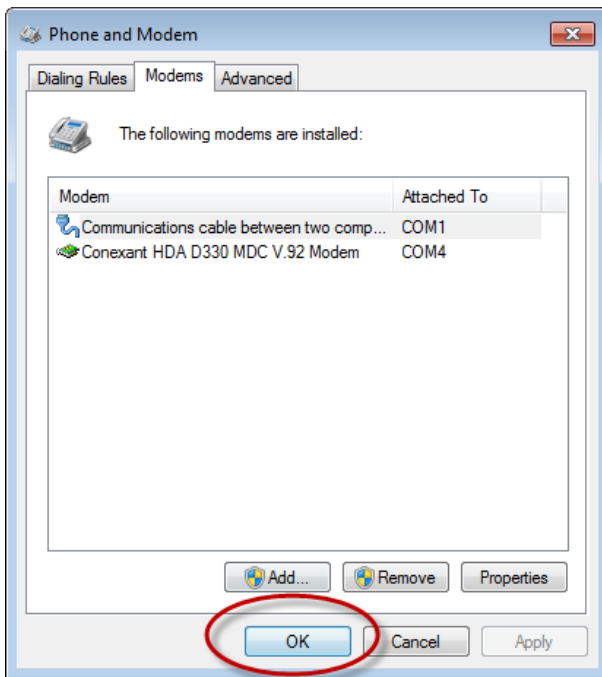 Phone and Modem
Dialing Rules Modems Advanced
The following modems are installed:
Modem Attached To
Communications cable between two comp... COM1
Conexant HDA D330 MDC V.92 Modem COM4
Add... Remove Properties
OK Cancel Apply